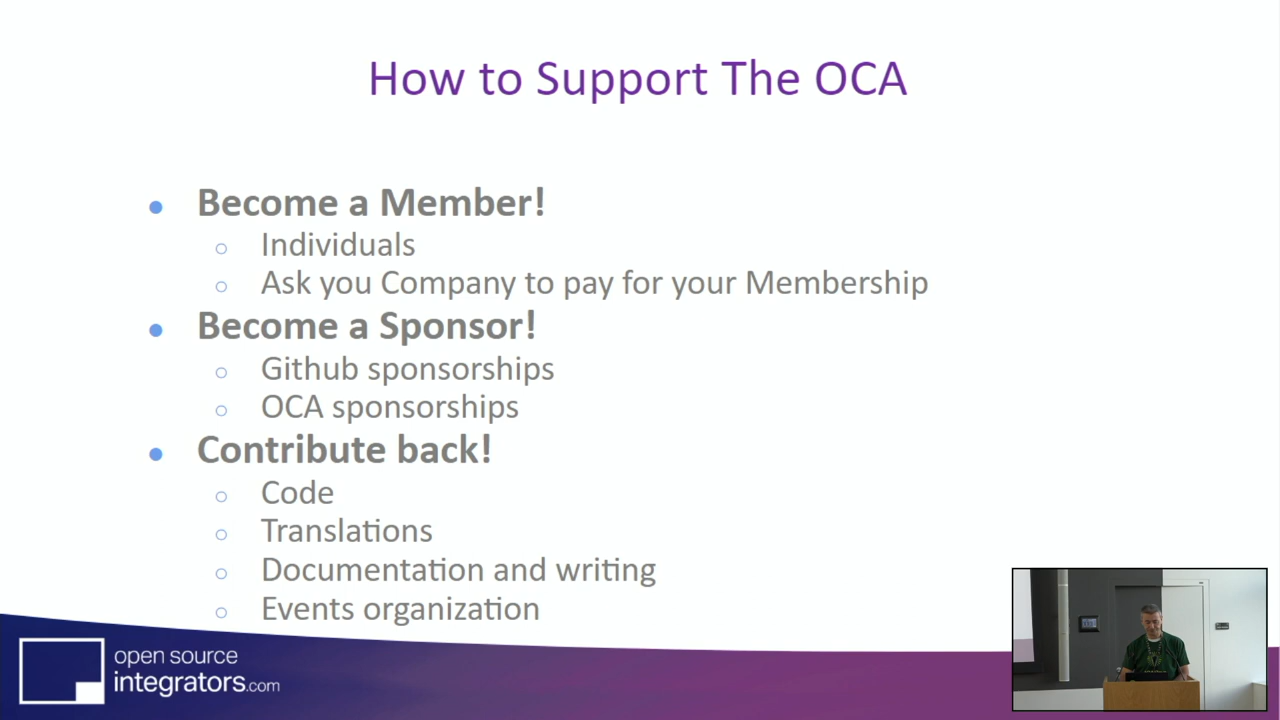 How to Support The OCA
Become a Member!
Individuals
Ask you Company to pay for your Membership
Become a Sponsor!
Github sponsorships
OCA sponsorships
Contribute back!
Code
Translations
Documentation and writing
Events organization
open source
integrators.com